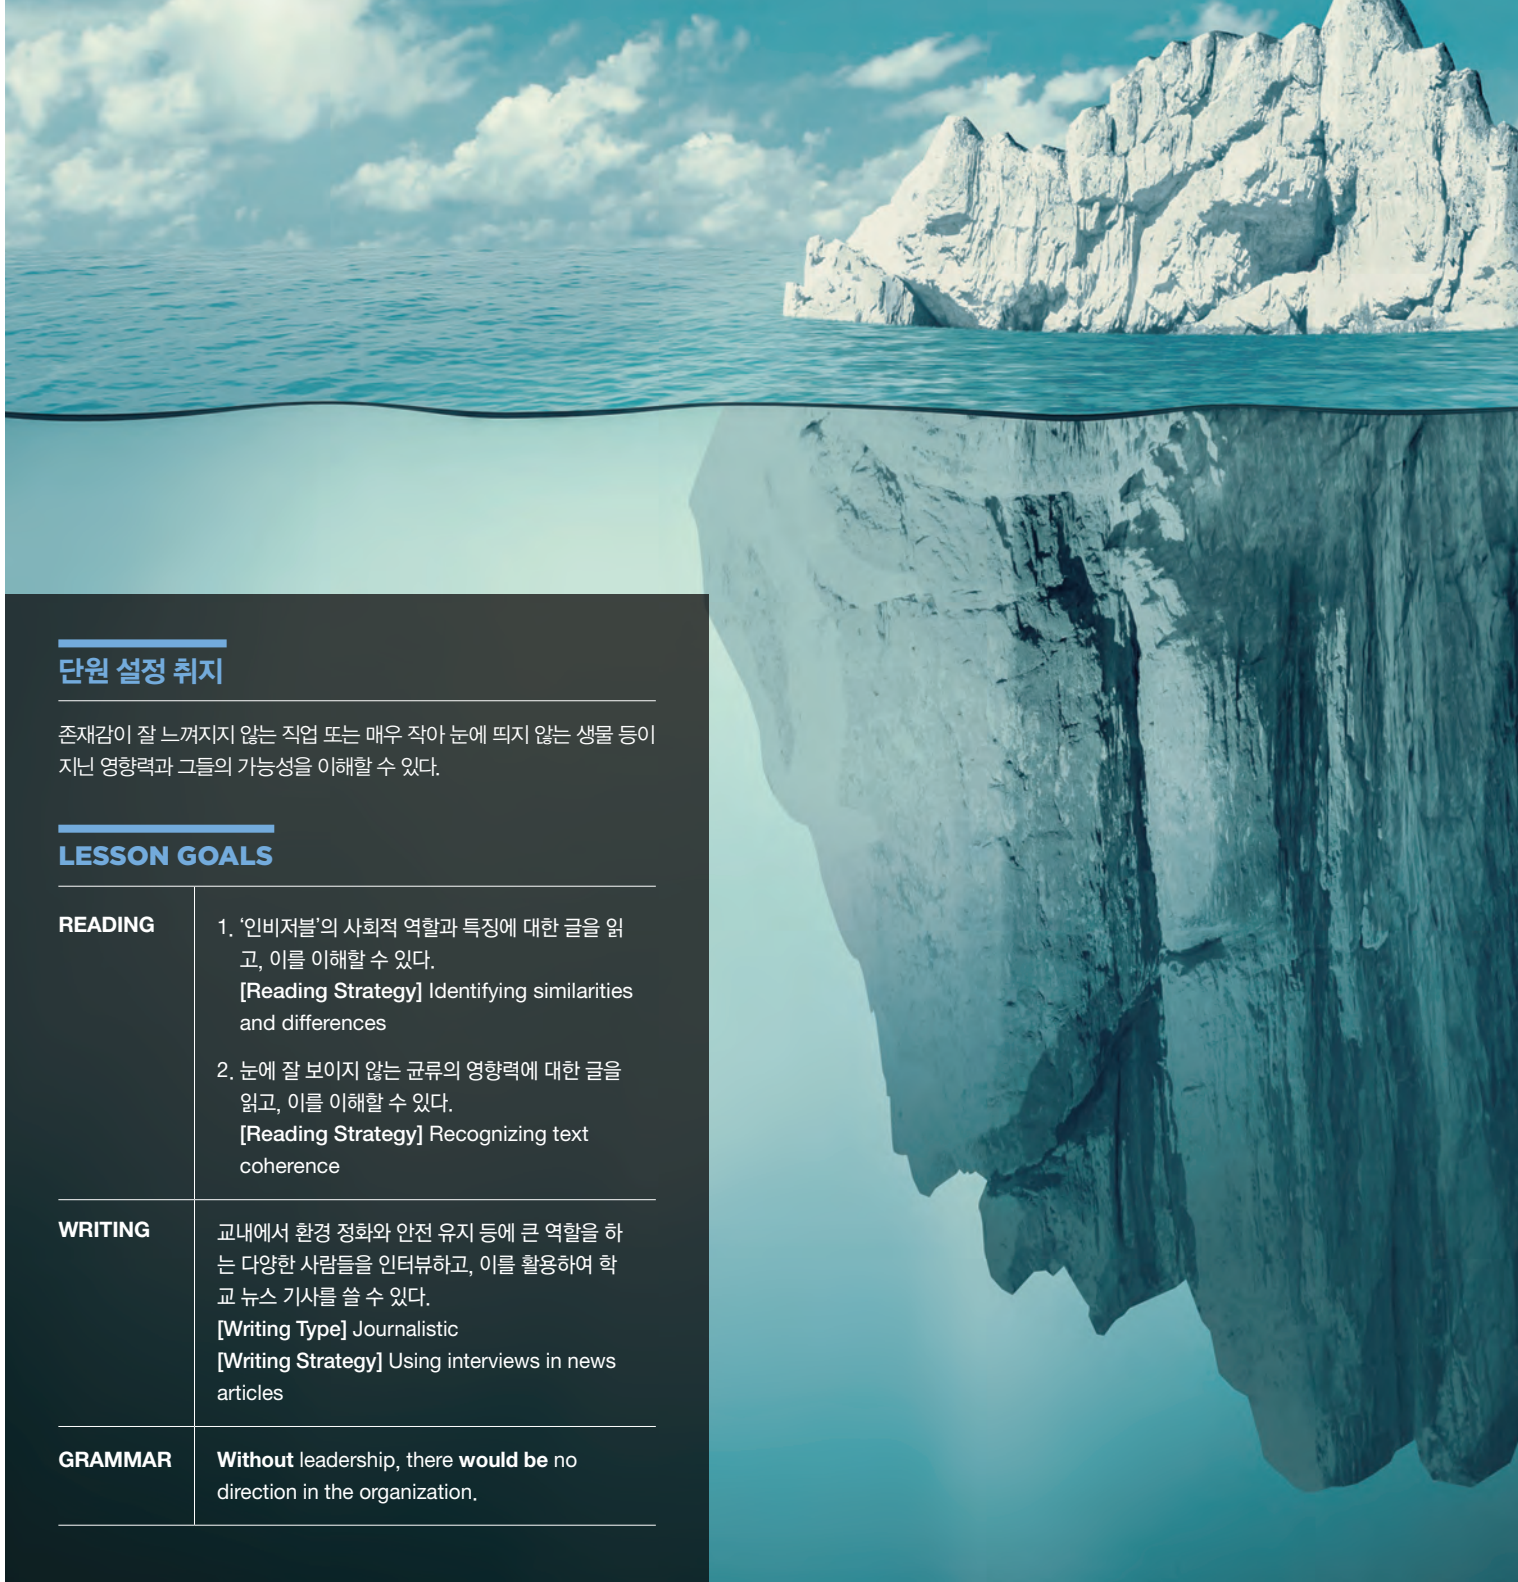 단원 설정 취지
존재감이 잘 느껴지지 않는 직업 또는 매우 작아 눈에 띄지 않는 생물 등이
지닌 영향력과 그들의 가능성을 이해할 수 있다.
LESSON GOALS
READING
1. ‘인비저블’의 사회적 역할과 특징에 대한 글을 읽
고, 이를 이해할 수 있다.
[Reading Strategy] Identifying similarities
and differences
2. 눈에 잘 보이지 않는 균류의 영향력에 대한 글을
읽고, 이를 이해할 수 있다.
[Reading Strategy] Recognizing text
coherence
WRITING
교내에서 환경 정화와 안전 유지 등에 큰 역할을 하
는 다양한 사람들을 인터뷰하고, 이를 활용하여 학
교 뉴스 기사를 쓸 수 있다.
[Writing Type] Journalistic
[Writing Strategy] Using interviews in news
articles
GRAMMAR
Without leadership, there would be no
direction in the organization.